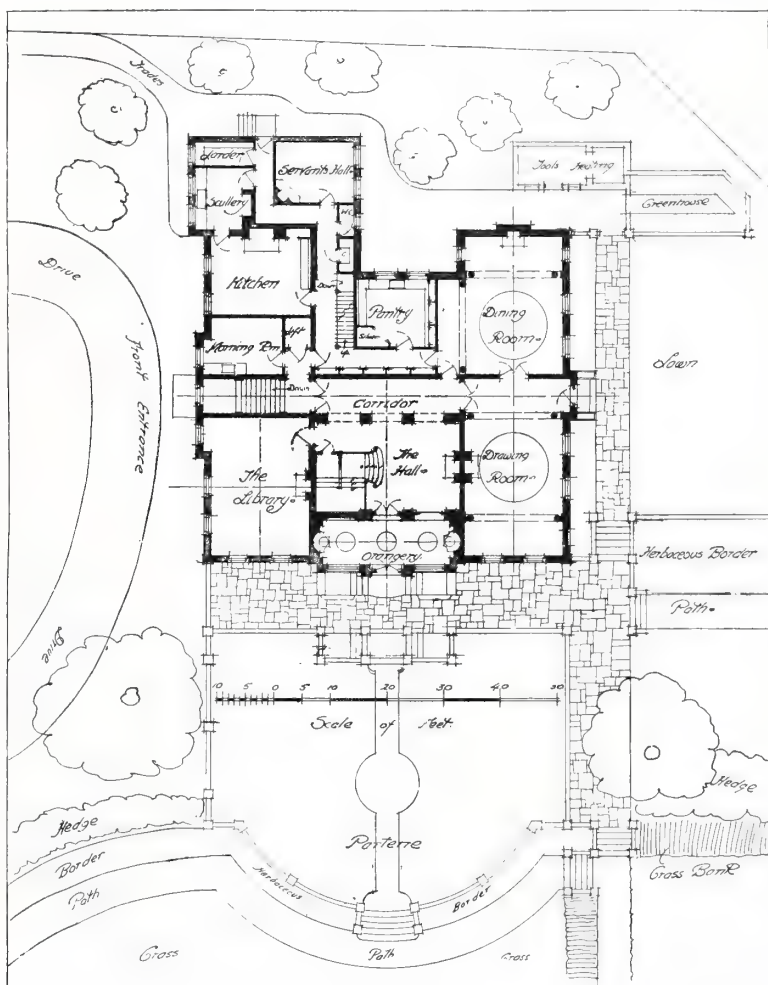 Trades
Larder
Servants Hall
Tools Heating
Scullery
W.C.
Greenhouse
Drive
Kitchen
Down
Pantry
Dining
Room
Morning Rm
Lift
Up
Lawn
Front Entrance
Down
Corridor
The
Library
The
Hall
Drawing
Room
Orangery
Herbaceous Border
Path
Drive
10 5 0 5 10 20 30 40 50
Scale of feet.
Hedge
Hedge
Parterre
Border
Grass Bank
Path
Herbaceous
Border
Grass
Path
Grass